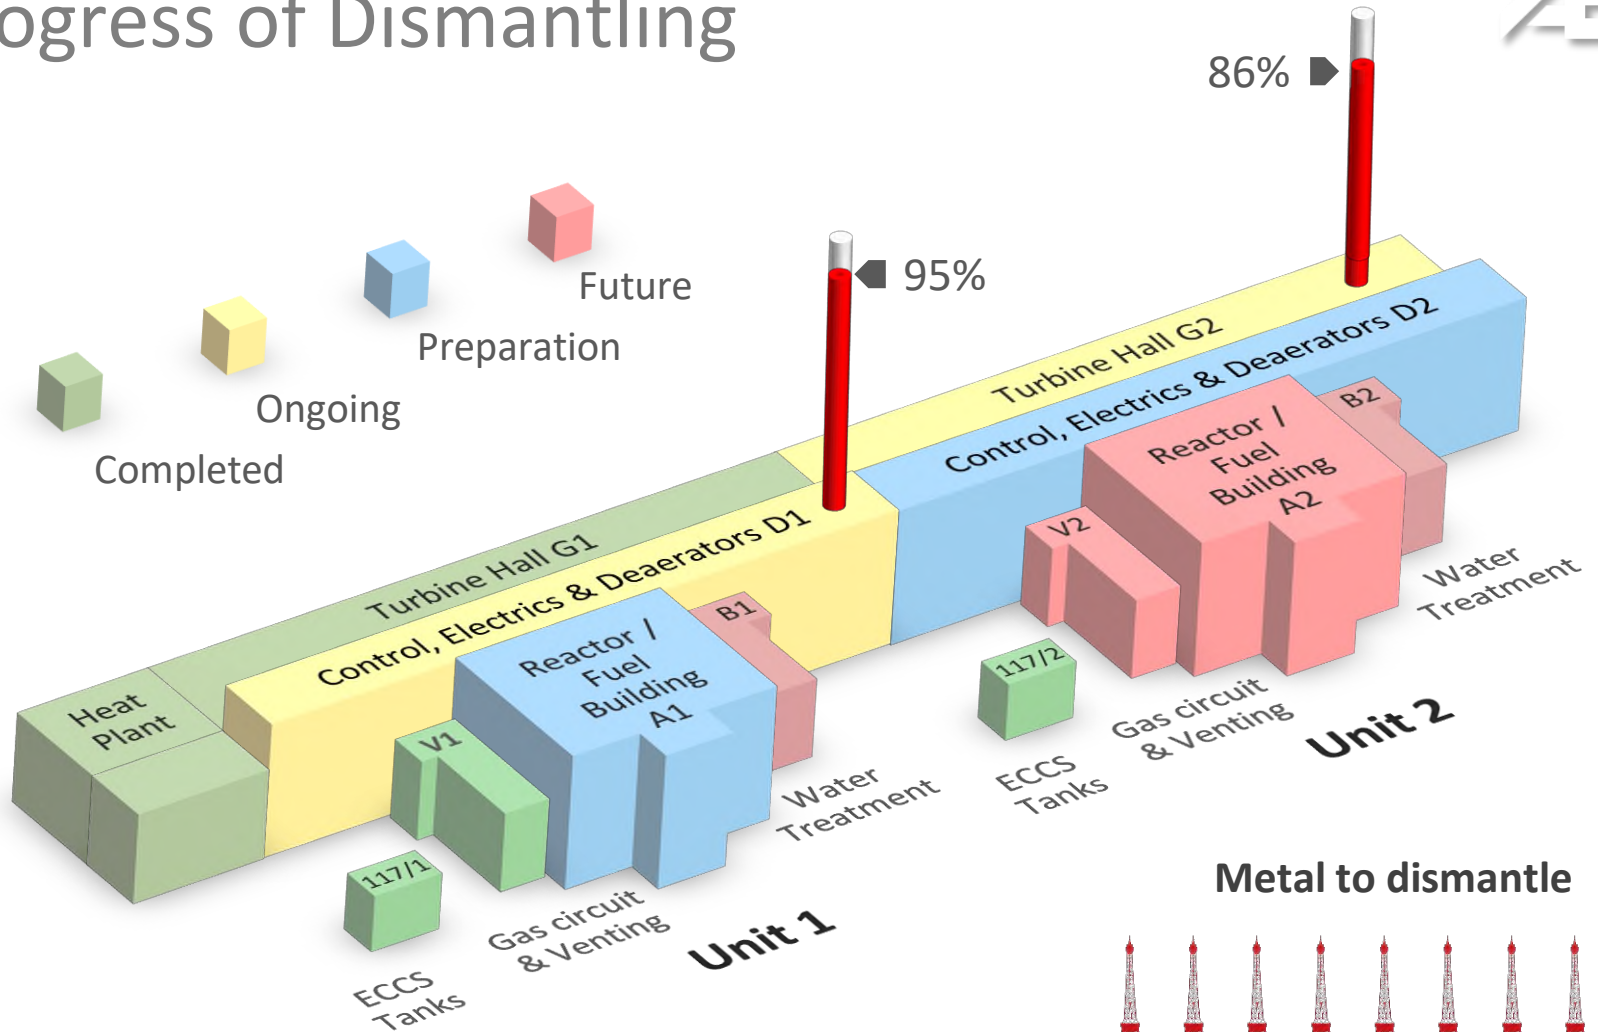 ogress of Dismantling
86%
95%
Future
Preparation
Ongoing
Completed
Turbine Hall G2
Control, Electrics & Deaerators D2
B2
Reactor /
Fuel
Building
A2
V2
Water
Treatment
117/2
Gas circuit
& Venting
ECCS
Tanks
Unit 2
Turbine Hall G1
Control, Electrics & Deaerators D1
B1
Reactor /
Fuel
Building
A1
Heat
Plant
V1
Water
Treatment
117/1
Gas circuit
& Venting
ECCS
Tanks
Unit 1
Metal to dismantle